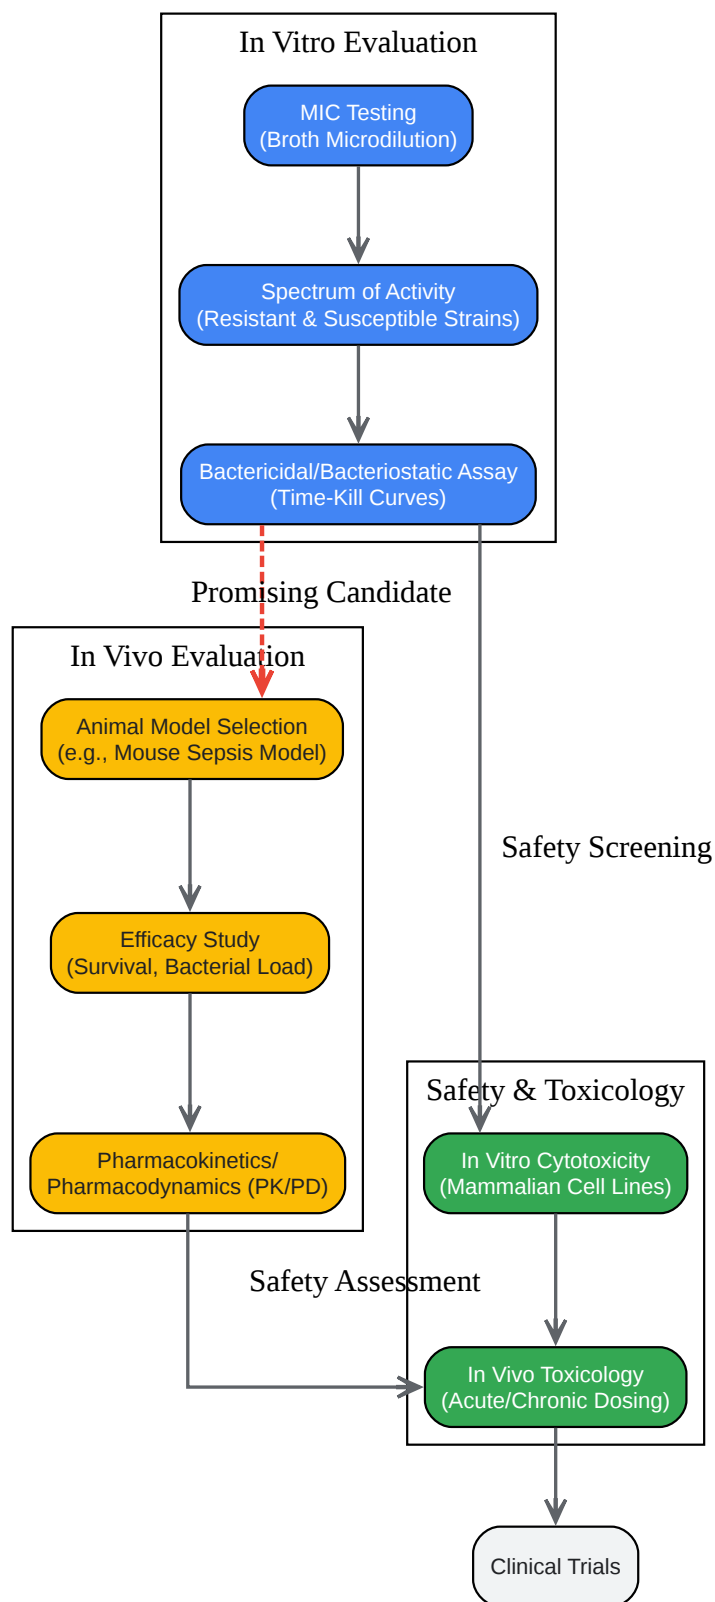 In Vitro Evaluation
MIC Testing
(Broth Microdilution)
Spectrum of Activity
(Resistant & Susceptible Strains)
Bactericidal/Bacteriostatic Assay
(Time-Kill Curves)
Promising Candidate
In Vivo Evaluation
Animal Model Selection
(e.g., Mouse Sepsis Model)
Safety Screening
Efficacy Study
(Survival, Bacterial Load)
Safety & Toxicology
Pharmacokinetics/
Pharmacodynamics (PK/PD)
In Vitro Cytotoxicity
(Mammalian Cell Lines)
Safety Assessment
In Vivo Toxicology
(Acute/Chronic Dosing)
Clinical Trials